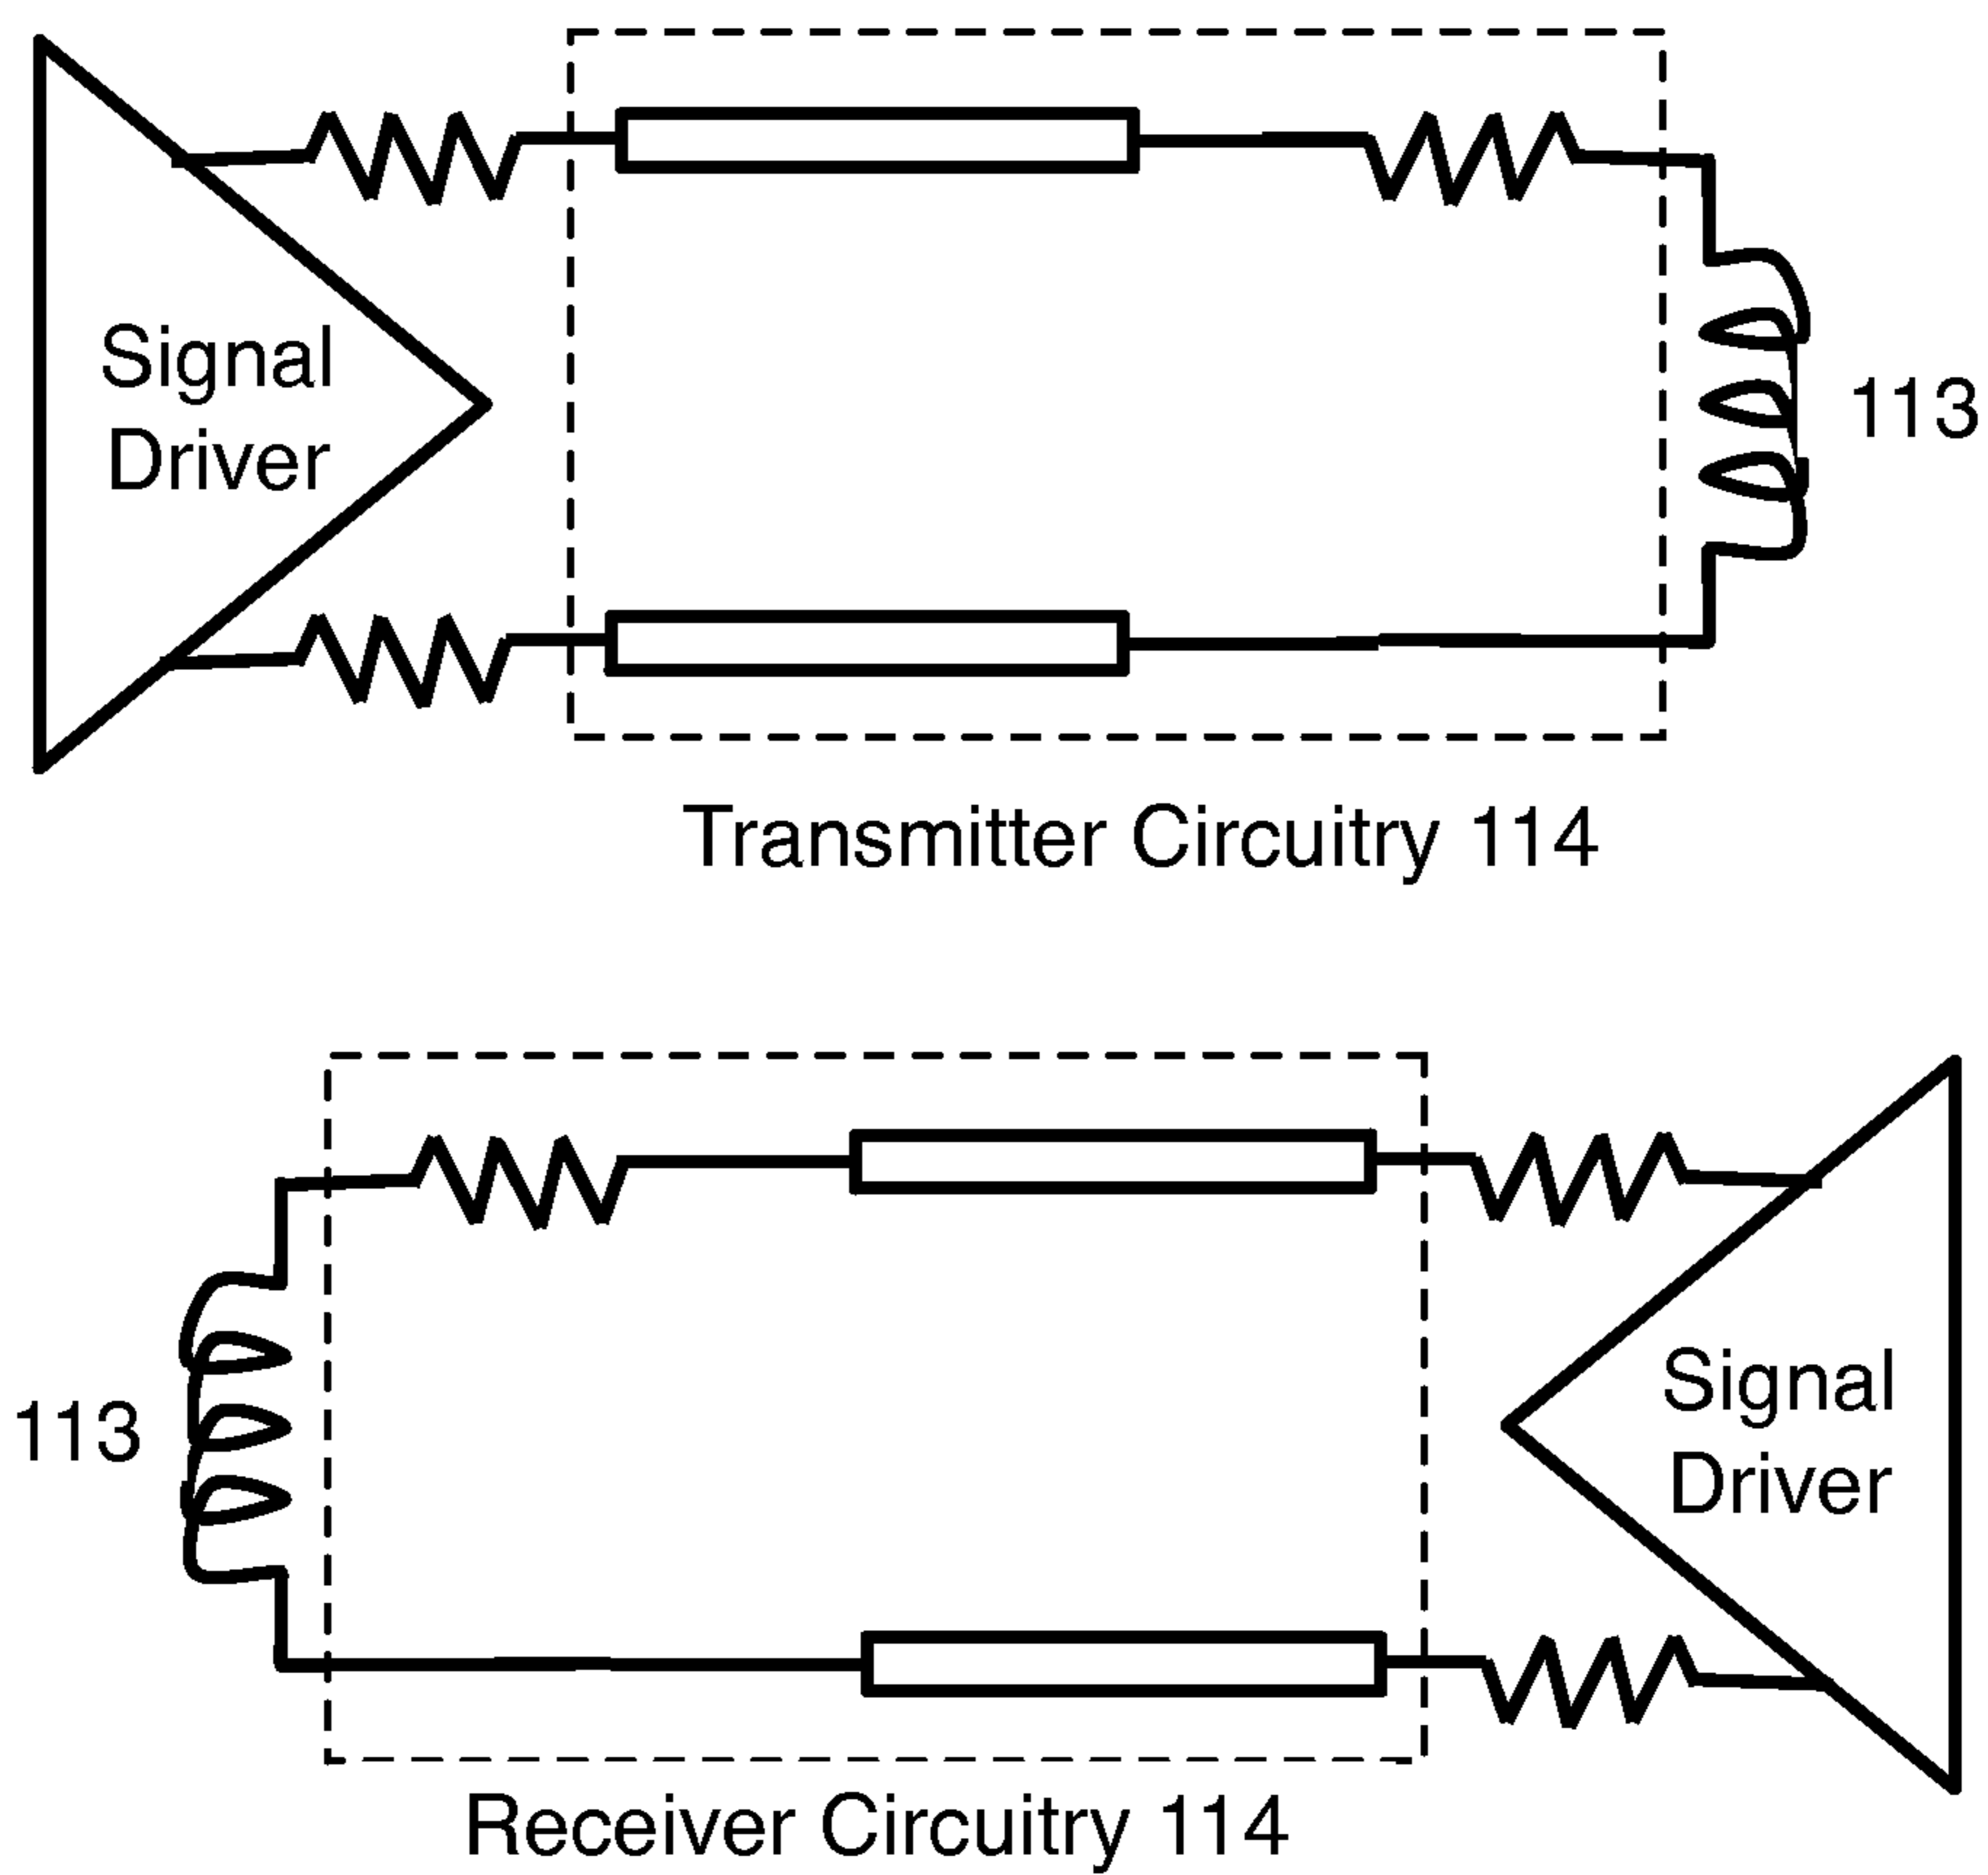 Signal
Driver
113
Transmitter Circuitry 114
113
Signal
Driver
Receiver Circuitry 114